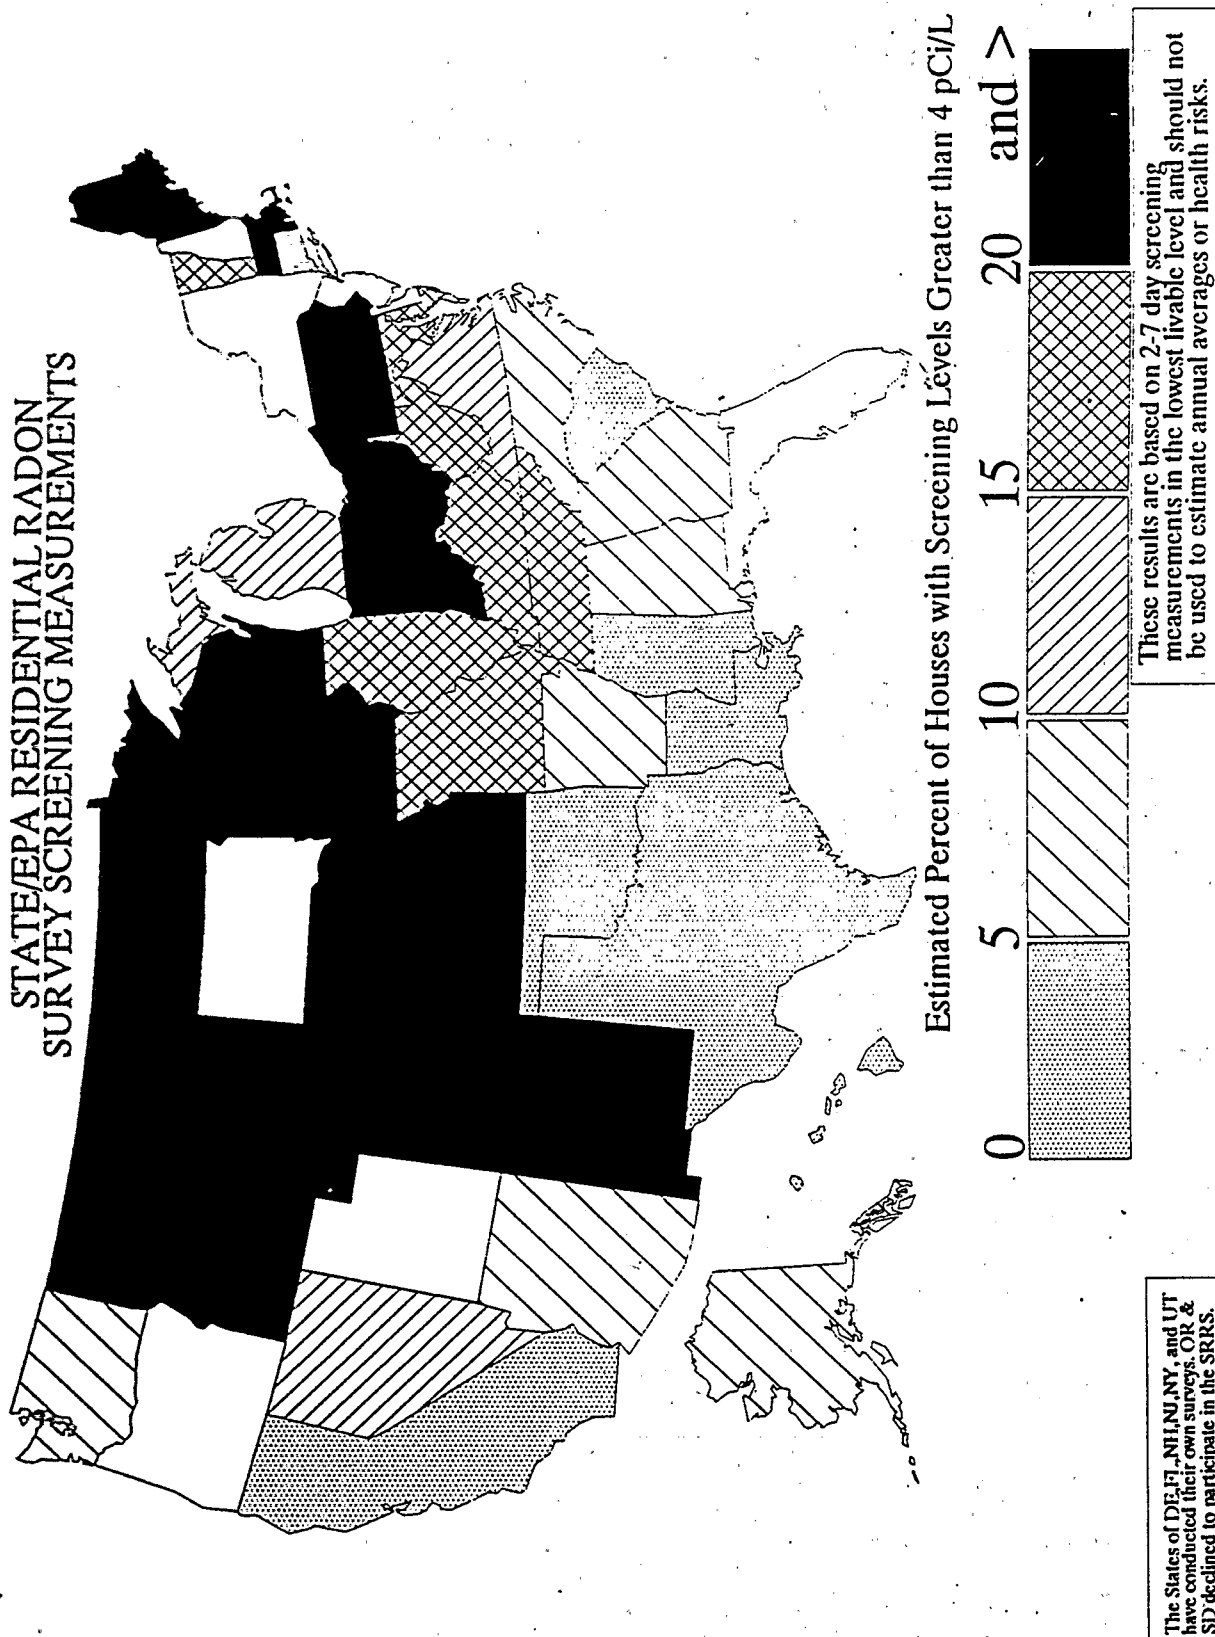 STATE/EPA RESIDENTIAL RADON
SURVEY SCREENING MEASUREMENTS
Estimated Percent of Houses with Screening Levels Greater than 4 pCi/L
0 5 10 15 20 and >
The States of DE,FL,NH,NJ,NY, and UT
have conducted their own surveys. OR &
SD declined to participate in the SRRS.
These results are based on 2-7 day screening
measurements in the lowest livable level and should not
be used to estimate annual averages or health risks.